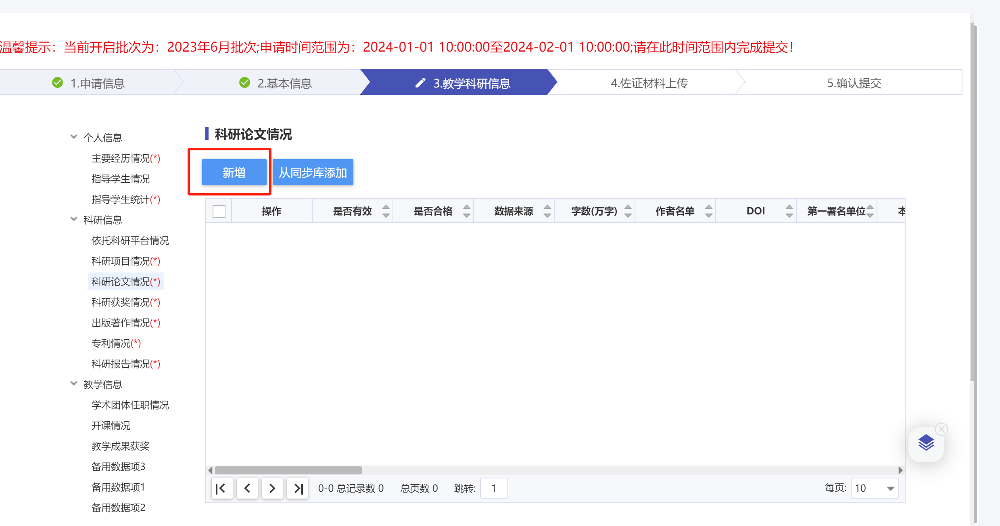 温馨提示：当前开启批次为：2023年6月批次;申请时间范围为：2024-01-01 10:00:00至2024-02-01 10:00:00;请在此时间范围内完成提交！
1.申请信息
2.基本信息
3.教学科研信息
4.佐证材料上传
5.确认提交
个人信息
主要经历情况(*)
指导学生情况
指导学生统计(*)
科研信息
依托科研平台情况
科研项目情况(*)
科研论文情况(*)
科研获奖情况(*)
出版著作情况(*)
专利情况(*)
科研报告情况(*)
教学信息
学术团体任职情况
开课情况
教学成果获奖
备用数据项3
备用数据项1
备用数据项2
科研论文情况
新增
从同步库添加
操作 是否有效 是否合格 数据来源 字数(万字) 作者名单 DOI 第一署名单位 本
0-0 总记录数 0 总页数 0 跳转: 1 每页: 10